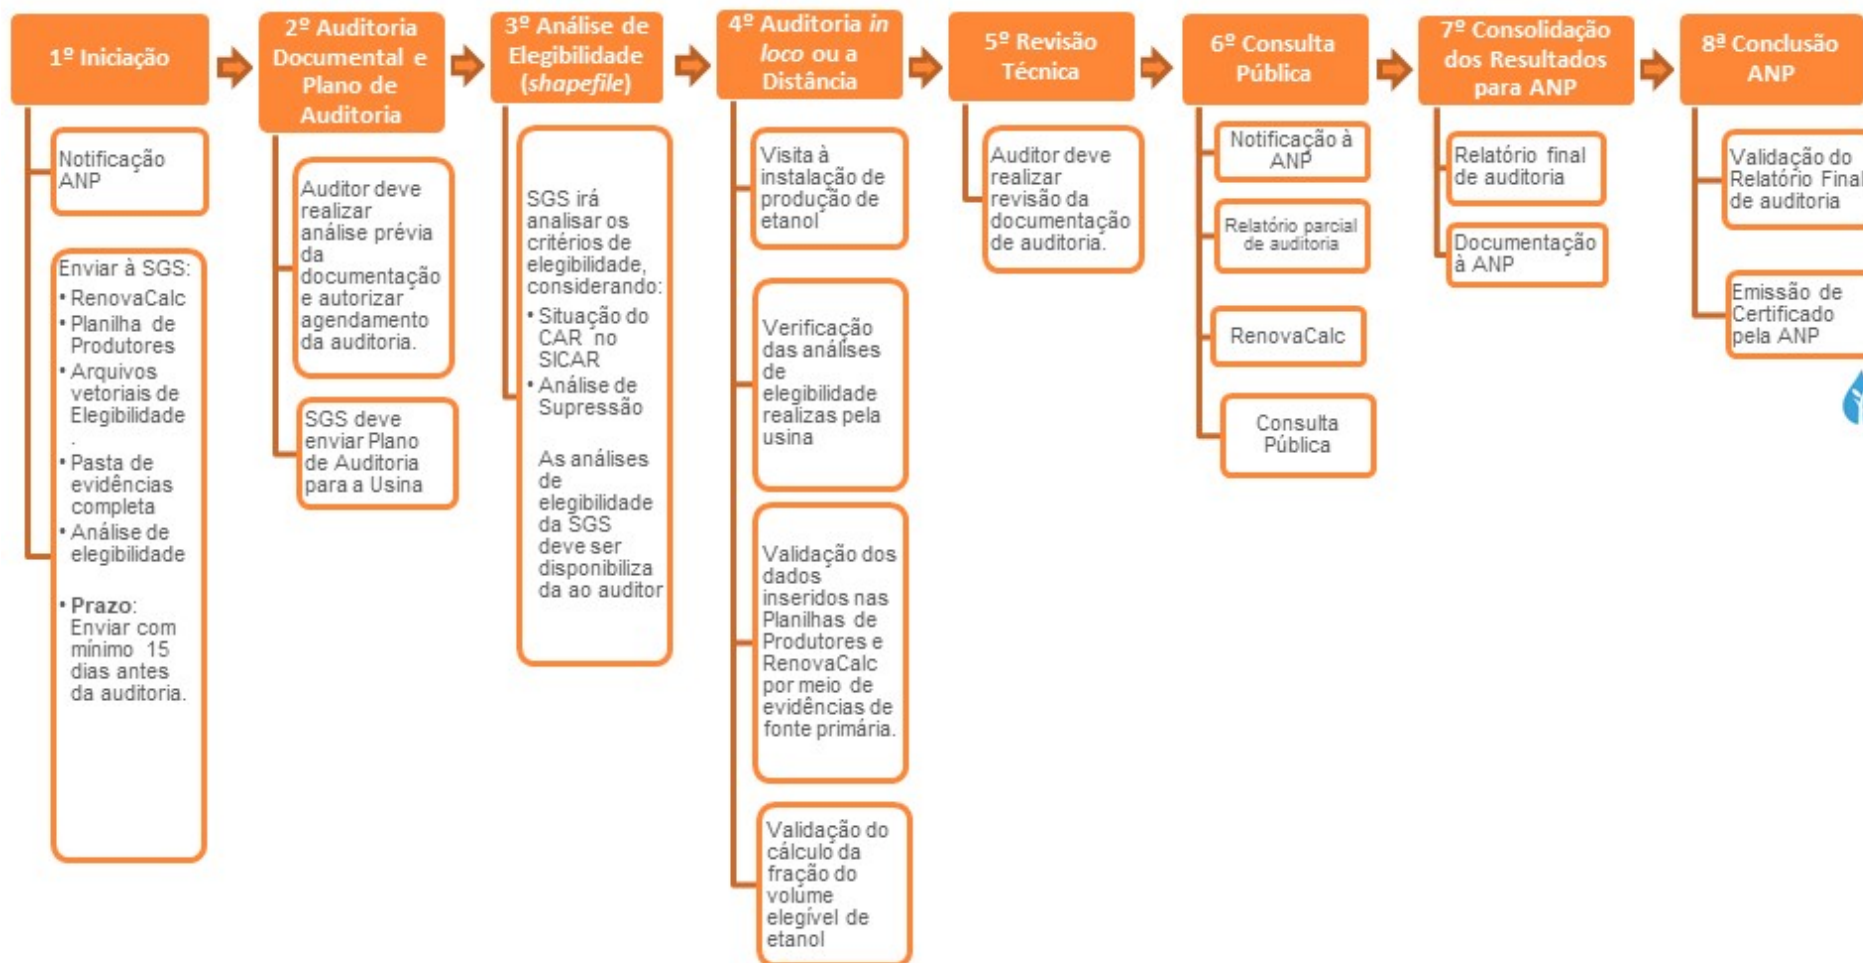 1º Iniciação
Notificação
ANP
Enviar à SGS:
• RenovaCalc
• Planilha de
Produtores
• Arquivos
vetoriais de
Elegibilidade
.
• Pasta de
evidências
completa
• Análise de
elegibilidade
• Prazo:
Enviar com
mínimo 15
dias antes
da auditoria.
2º Auditoria
Documental e
Plano de
Auditoria
Auditor deve
realizar
análise prévia
da
documentação
e autorizar
agendamento
da auditoria.
SGS deve
enviar Plano
de Auditoria
para a Usina
3º Análise de
Elegibilidade
(shapefile)
SGS irá
analisar os
critérios de
elegibilidade,
considerando:
• Situação do
CAR no
SICAR
• Análise de
Supressão
As análises
de
elegibilidade
da SGS
deve ser
disponibiliza
da ao auditor
4º Auditoria in
loco ou a
Distância
Visita à
instalação de
produção de
etanol
Verificação
das análises
de
elegibilidade
realizas pela
usina
Validação dos
dados
inseridos nas
Planilhas de
Produtores e
RenovaCalc
por meio de
evidências de
fonte primária.
Validação do
cálculo da
fração do
volume
elegível de
etanol
5º Revisão
Técnica
Auditor deve
realizar
revisão da
documentação
de auditoria.
6º Consulta
Pública
Notificação à
ANP
Relatório parcial
de auditoria
RenovaCalc
Consulta
Pública
7º Consolidação
dos Resultados
para ANP
Relatório final
de auditoria
Documentação
à ANP
8ª Conclusão
ANP
Validação do
Relatório Final
de auditoria
Emissão de
Certificado
pela ANP